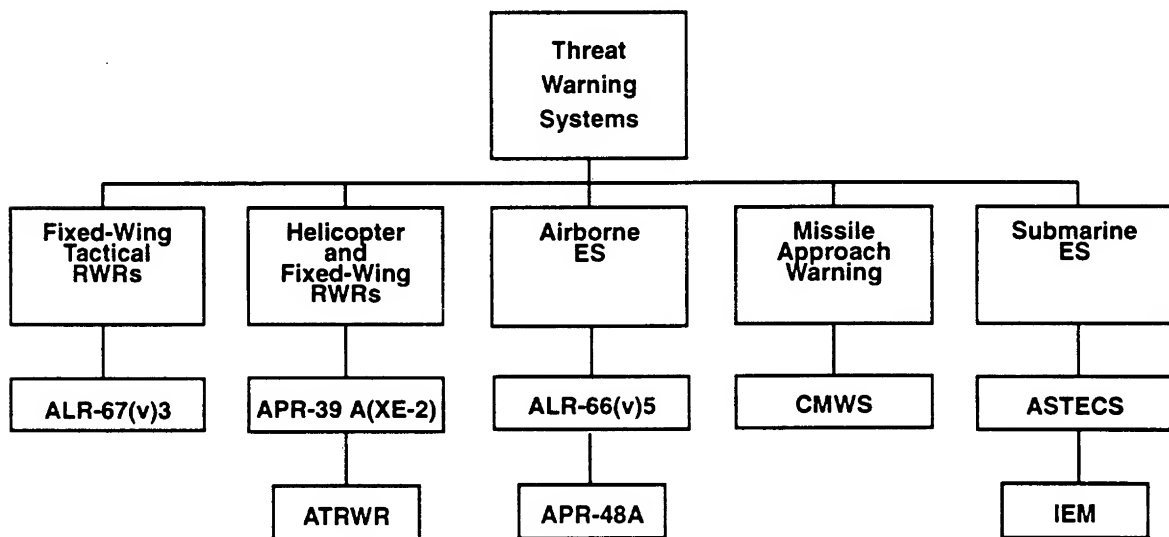 Threat
Warning
Systems
Fixed-Wing
Tactical
RWRs
Helicopter
and
Fixed-Wing
RWRs
Airborne
ES
Missile
Approach
Warning
Submarine
ES
ALR-67(v)3
APR-39 A(XE-2)
ALR-66(v)5
CMWS
ASTECS
ATRWR
APR-48A
IEM